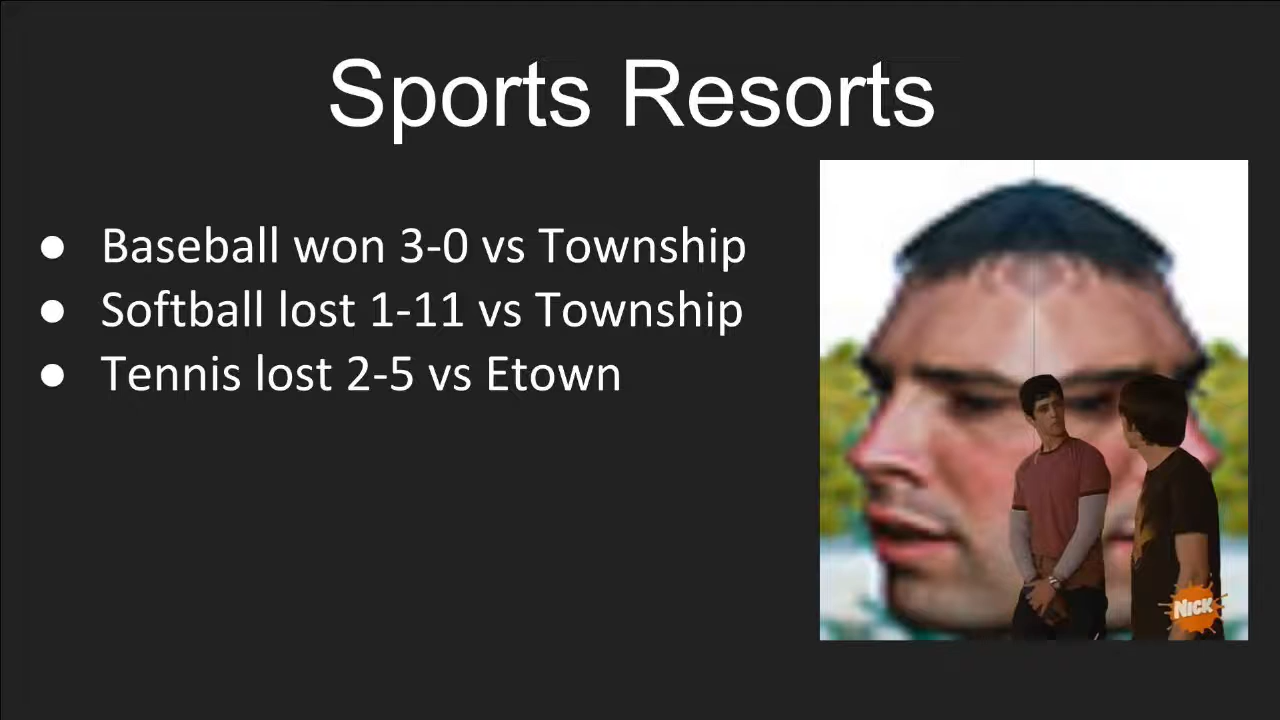 Sports Resorts
● Baseball won 3-0 vs Township
● Softball lost 1-11 vs Township
● Tennis lost 2-5 vs Etown
NICK